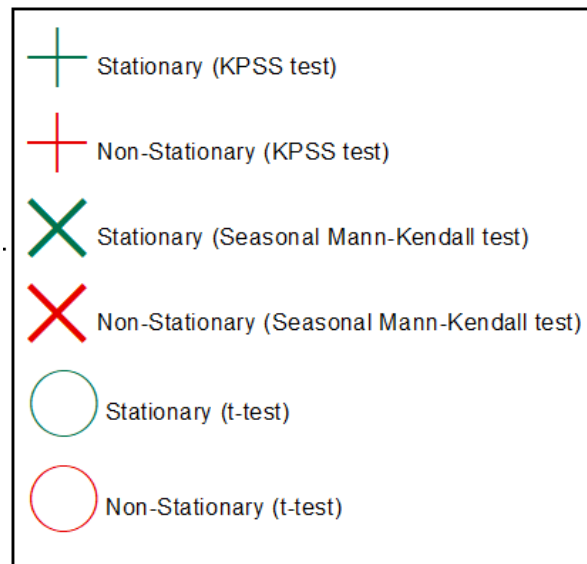 Stationary (KPSS test)
Non-Stationary (KPSS test)
Stationary (Seasonal Mann-Kendall test)
Non-Stationary (Seasonal Mann-Kendall test)
Stationary (t-test)
Non-Stationary (t-test)